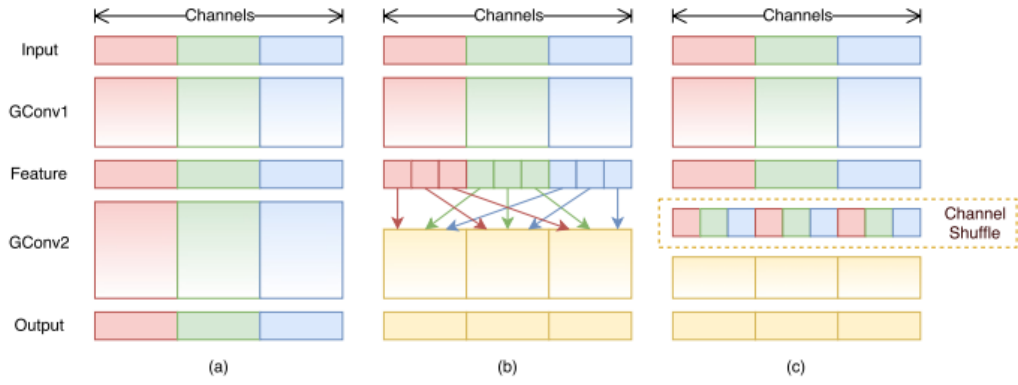 Channels
Channels
Channels
Input
GConv1
Feature
GConv2
Channel
Shuffle
Output
(a)
(b)
(c)